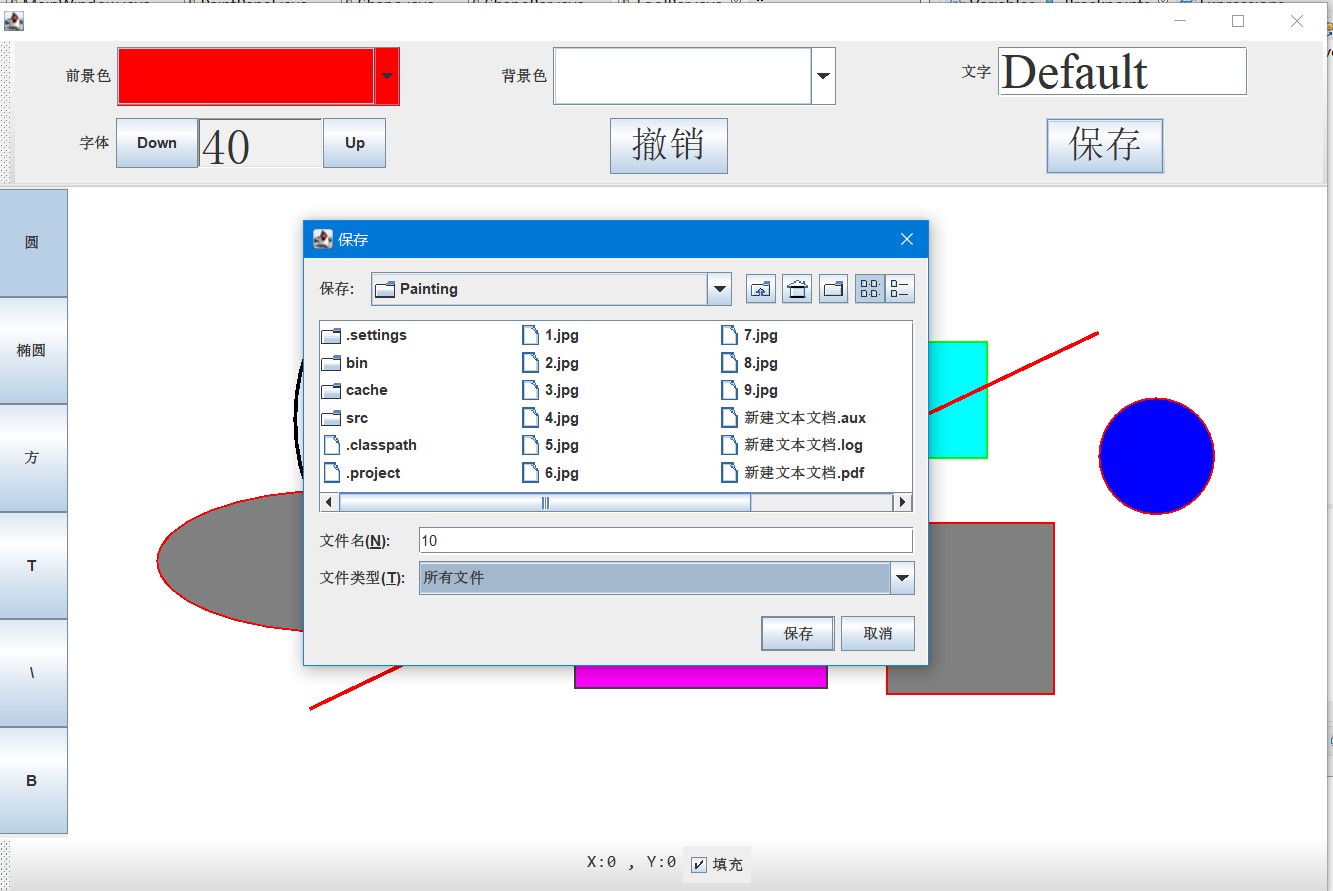 前景色
背景色
文字 Default
字体 Down 40 Up
撤销
保存
圆
椭圆
方
T
\
B
保存
保存: Painting
.settings
bin
cache
src
.classpath
.project
1.jpg
2.jpg
3.jpg
4.jpg
5.jpg
6.jpg
7.jpg
8.jpg
9.jpg
新建文本文档.aux
新建文本文档.log
新建文本文档.pdf
文件名(N): 10
文件类型(T): 所有文件
保存 取消
X:0 , Y:0 填充